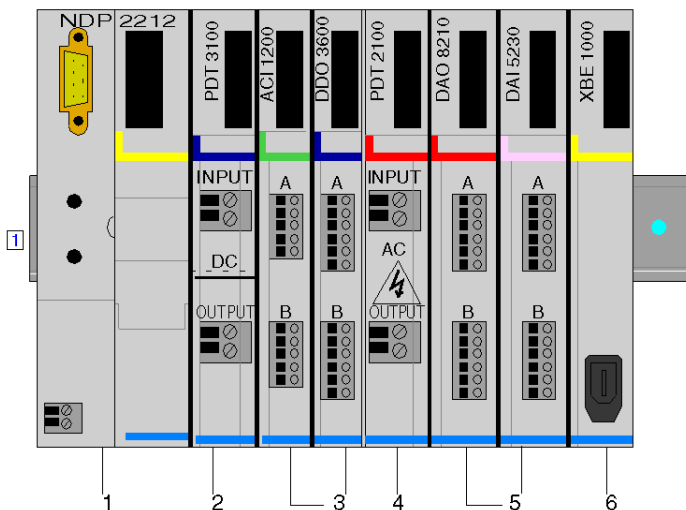 NDP 2212
PDT 3100
ACI 1200
DDO 3600
PDT 2100
DAO 8210
DAI 5230
XBE 1000
INPUT
A
A
INPUT
A
A
1
DC
AC
OUTPUT
B
B
OUTPUT
B
B
1
2
3
4
5
6